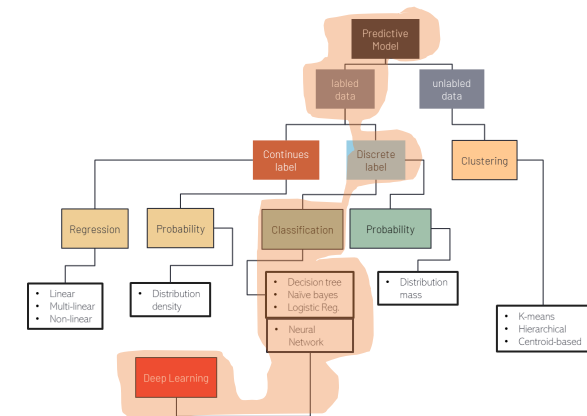 Predictive
Model
labled
data
unlabled
data
Continues
label
Discrete
label
Clustering
Regression
Probability
Classification
Probability
• Linear
• Multi-linear
• Non-linear
• Distribution
density
• Decision tree
• Naïve bayes
• Logistic Reg.
• Neural
Network
• Distribution
mass
• K-means
• Hierarchical
• Centroid-based
Deep Learning